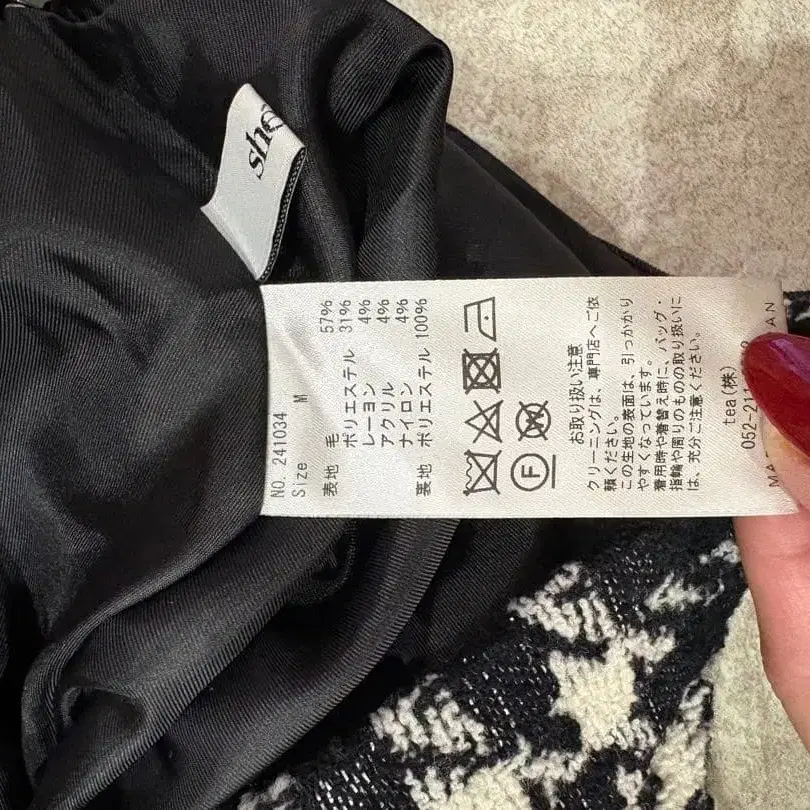 she
NO. 241034
Size M
表地 毛 57%
ポリエステル 31%
レーヨン 4%
アクリル 4%
ナイロン 4%
裏地 ポリエステル 100%
F
お取り扱い注意
クリーニングは、専門店へご依
頼ください。
この生地の表面は、引っかかり
やすくなっています。
着用時や着替え時に、バッグ・
指輪や周りのものの取り扱いに
は、充分ご注意ください。
tea(株)
052-211